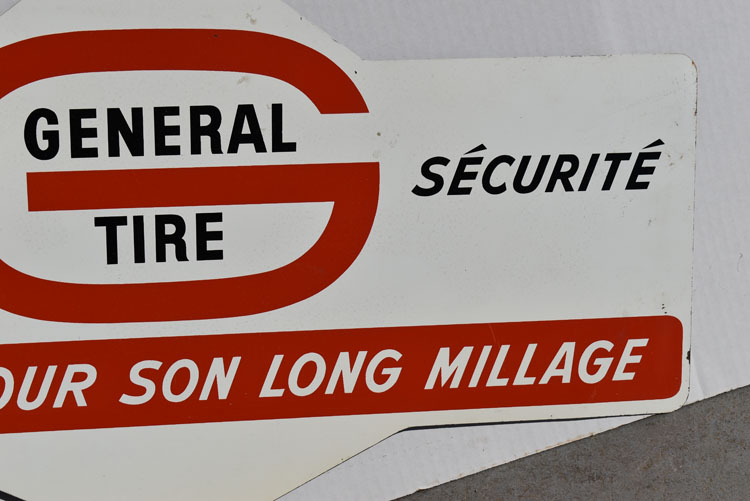 GENERAL
TIRE
SÉCURITÉ
OUR SON LONG MILLAGE